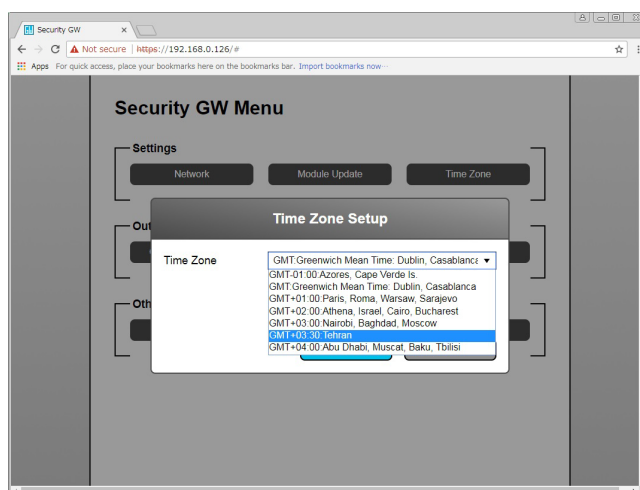 Security GW
Not secure | https://192.168.0.126/#
Apps For quick access, place your bookmarks here on the bookmarks bar. Import bookmarks now...
Security GW Menu
Settings
Network Module Update Time Zone
Out
Time Zone Setup
Time Zone GMT:Greenwich Mean Time: Dublin, Casablanca
GMT-01:00:Azores, Cape Verde Is.
GMT:Greenwich Mean Time: Dublin, Casablanca
GMT+01:00:Paris, Roma, Warsaw, Sarajevo
GMT+02:00:Athena, Israel, Cairo, Bucharest
Oth
GMT+03:00:Nairobi, Baghdad, Moscow
GMT+03:30:Tehran
GMT+04:00:Abu Dhabi, Muscat, Baku, Tbilisi